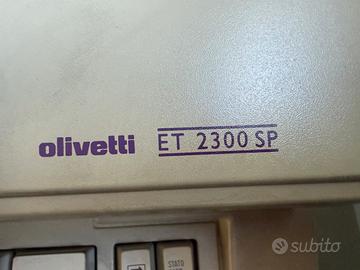 olivetti ET 2300 SP
STATO
subito